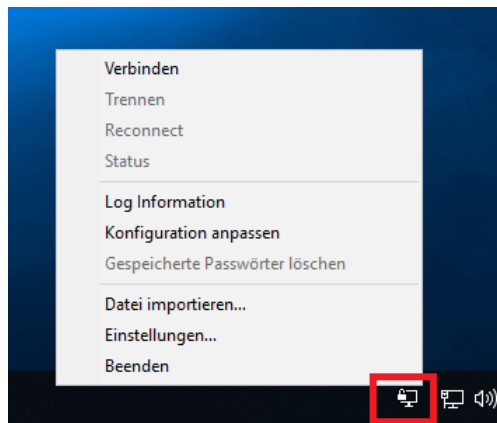 Verbinden
Trennen
Reconnect
Status
Log Information
Konfiguration anpassen
Gespeicherte Passwörter löschen
Datei importieren...
Einstellungen...
Beenden